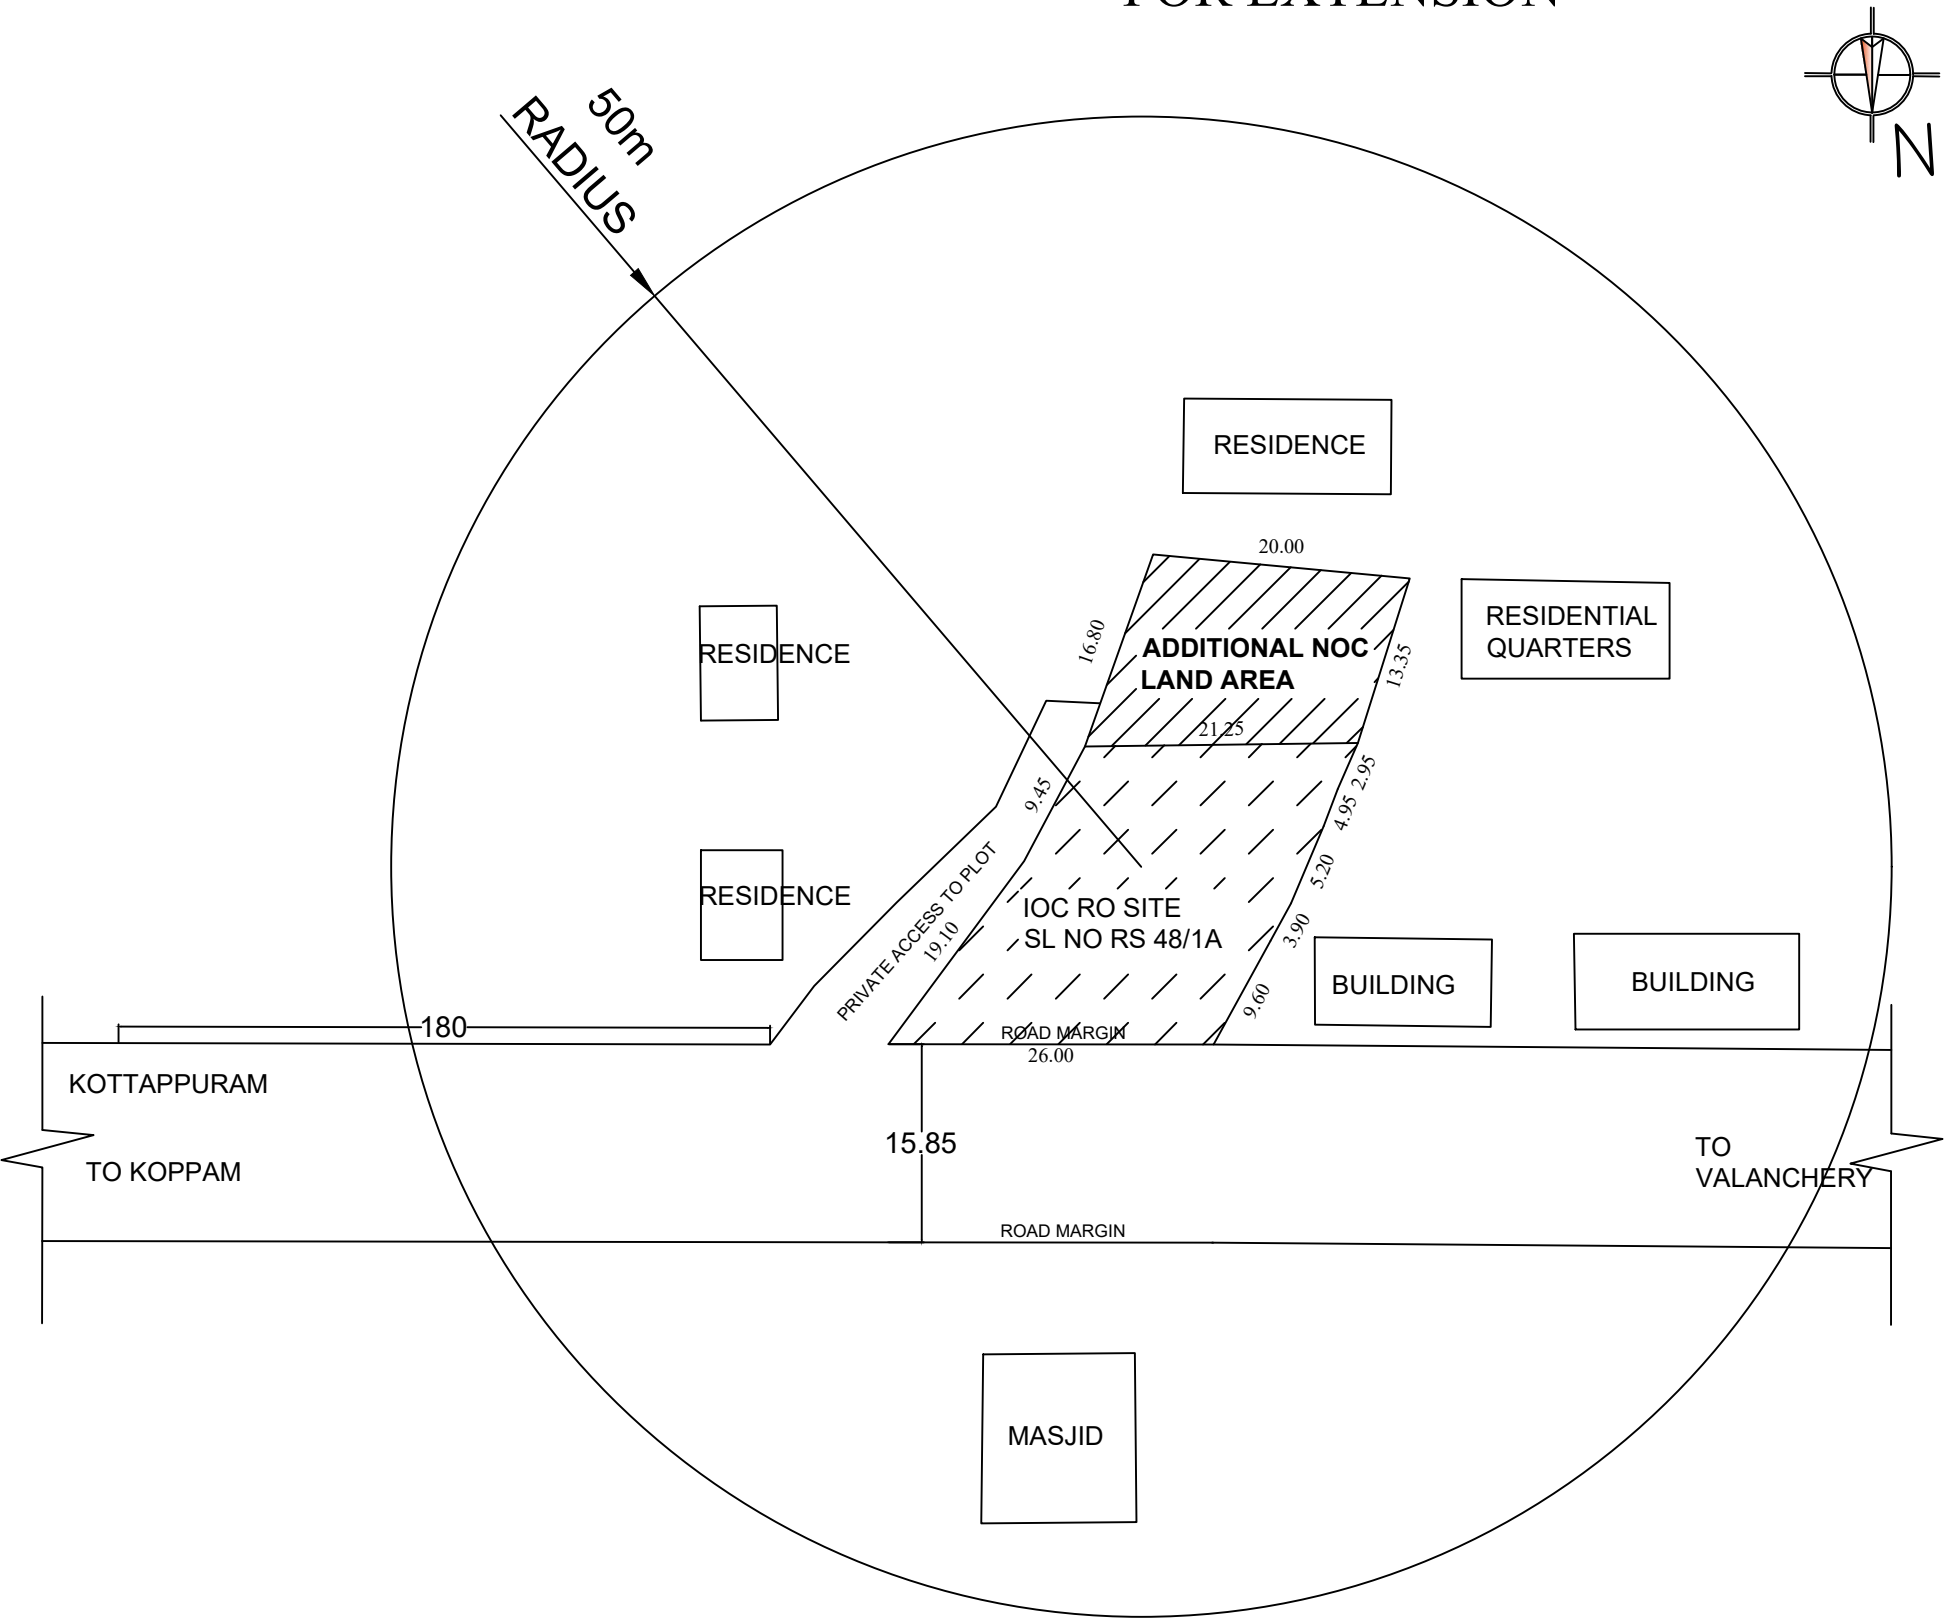 FOR EXTENSION
N
50m
RADIUS
RESIDENCE
20.00
RESIDENTIAL
QUARTERS
16.80
ADDITIONAL NOC
LAND AREA
13.35
RESIDENCE
21.25
2.95
9.45
4.95
5.20
PRIVATE ACCESS TO PLOT
RESIDENCE
19.10
IOC RO SITE
SL NO RS 48/1A
3.90
9.60
BUILDING
BUILDING
180
ROAD MARGIN
26.00
KOTTAPPURAM
15.85
TO KOPPAM
TO
VALANCHERY
ROAD MARGIN
MASJID